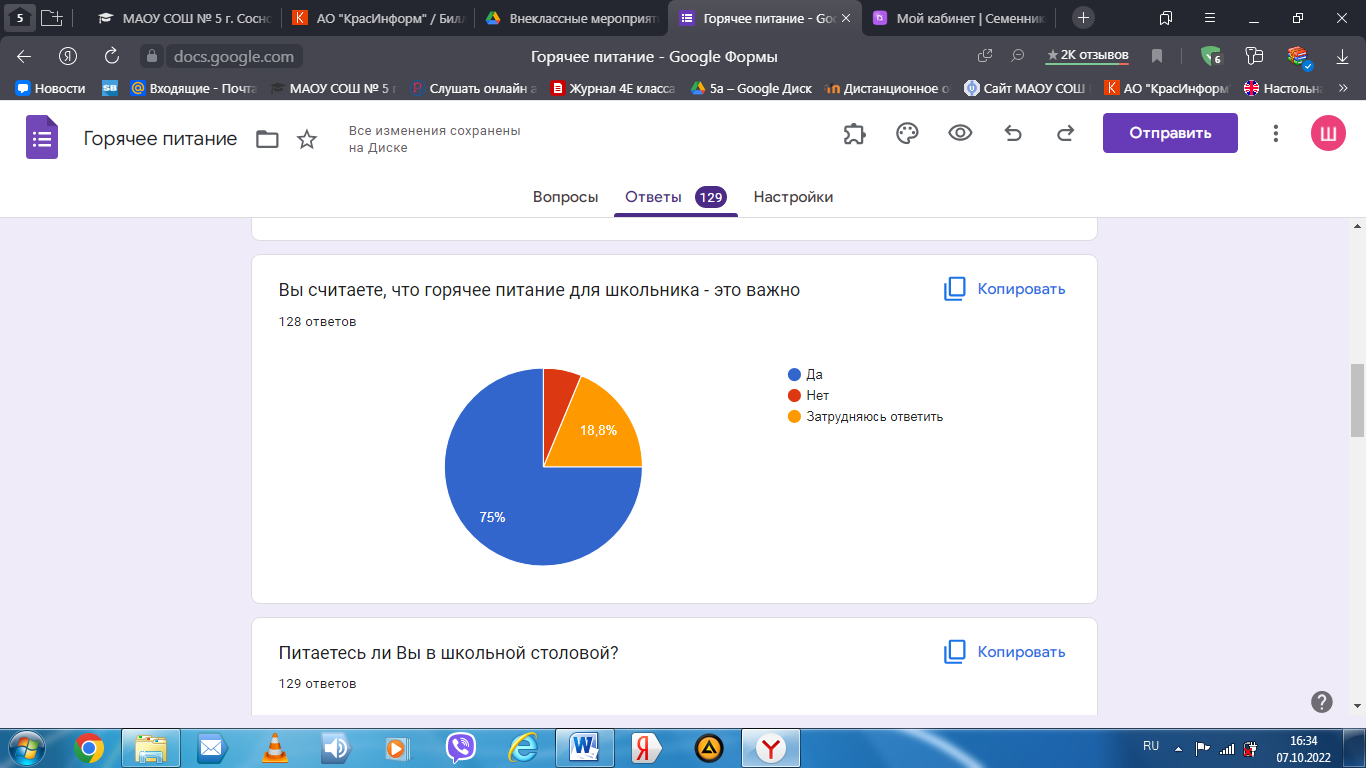 5
МАОУ СОШ № 5 г. Сосно
АО "КрасИнформ" / Билл
Внеклассные мероприят
Горячее питание - Goo
Мой кабинет | Семенник
docs.google.com
Горячее питание - Google Формы
2К отзывов
6
Новости
Входящие - Почта
МАОУ СОШ № 5 г
Слушать онлайн а
Журнал 4Е класса
5а – Google Диск
Дистанционное о
Сайт МАОУ СОШ
АО "КрасИнформ"
Настольна
Горячее питание
Все изменения сохранены
на Диске
Отправить
Ш
Вопросы
Ответы 129
Настройки
Вы считаете, что горячее питание для школьника - это важно
Копировать
128 ответов
Да
Нет
Затрудняюсь ответить
18,8%
75%
Питаетесь ли Вы в школьной столовой?
Копировать
129 ответов
RU
16:34
07.10.2022